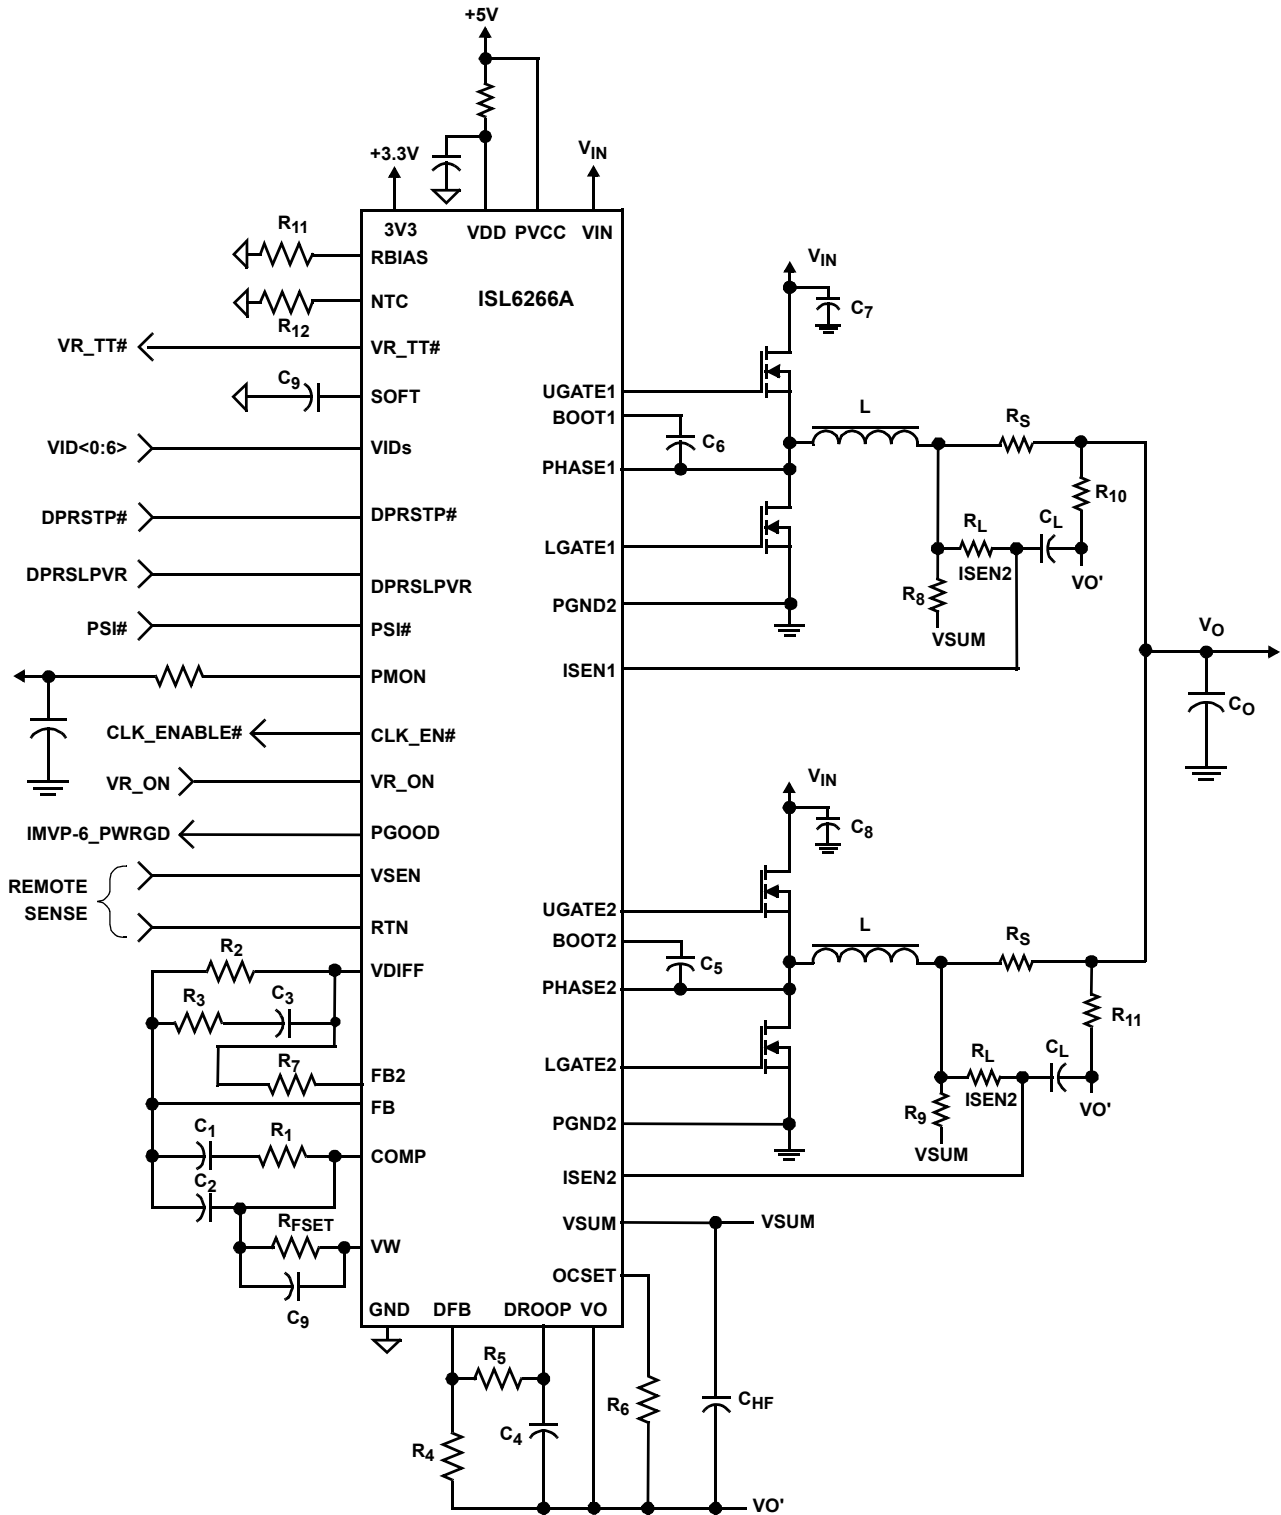 +5V
+3.3V
VIN
R11
3V3
VDD PVCC VIN
RBIAS
ISL6266A
NTC
R12
VR_TT#
VR_TT#
C9
SOFT
VID<0:6>
VIDs
DPRSTP#
DPRSTP#
DPRSLPVR
DPRSLPVR
PSI#
PSI#
PMON
CLK_ENABLE#
CLK_EN#
VR_ON
VR_ON
IMVP-6_PWRGD
PGOOD
REMOTE
SENSE
VSEN
RTN
R2
VDIFF
R3
C3
R7
FB2
FB
C1
R1
COMP
C2
RFSET
VW
C9
GND
DFB
DROOP
VO
UGATE1
BOOT1
C6
PHASE1
LGATE1
PGND2
ISEN1
VIN
C7
L
RS
R10
RL
CL
ISEN2
VO'
R8
VSUM
VO
CO
VIN
C8
UGATE2
BOOT2
C5
PHASE2
LGATE2
PGND2
ISEN2
L
RS
R11
RL
CL
ISEN2
VO'
R9
VSUM
VSUM
VSUM
OCSET
R5
R4
C4
R6
CHF
VO'